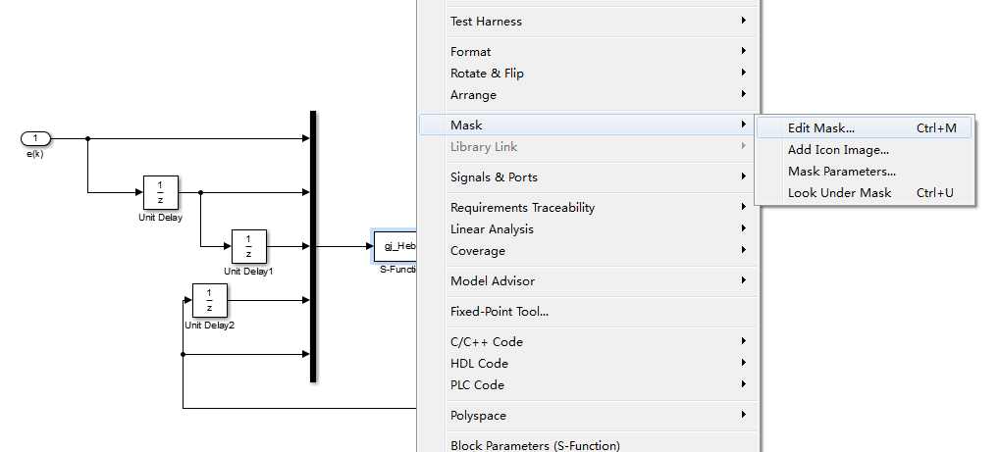 1
e(k)
1
z
Unit Delay
1
z
Unit Delay1
1
z
Unit Delay2
gj_Heb
S-Functi
Test Harness
Format
Rotate & Flip
Arrange
Mask
Library Link
Signals & Ports
Requirements Traceability
Linear Analysis
Coverage
Model Advisor
Fixed-Point Tool...
C/C++ Code
HDL Code
PLC Code
Polyspace
Block Parameters (S-Function)
Edit Mask... Ctrl+M
Add Icon Image...
Mask Parameters...
Look Under Mask Ctrl+U